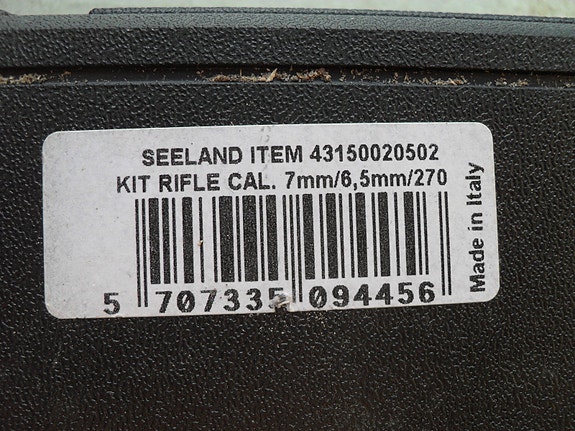 SEELAND ITEM 43150020502
KIT RIFLE CAL. 7mm/6,5mm/270
5 707335 094456
Made in Italy